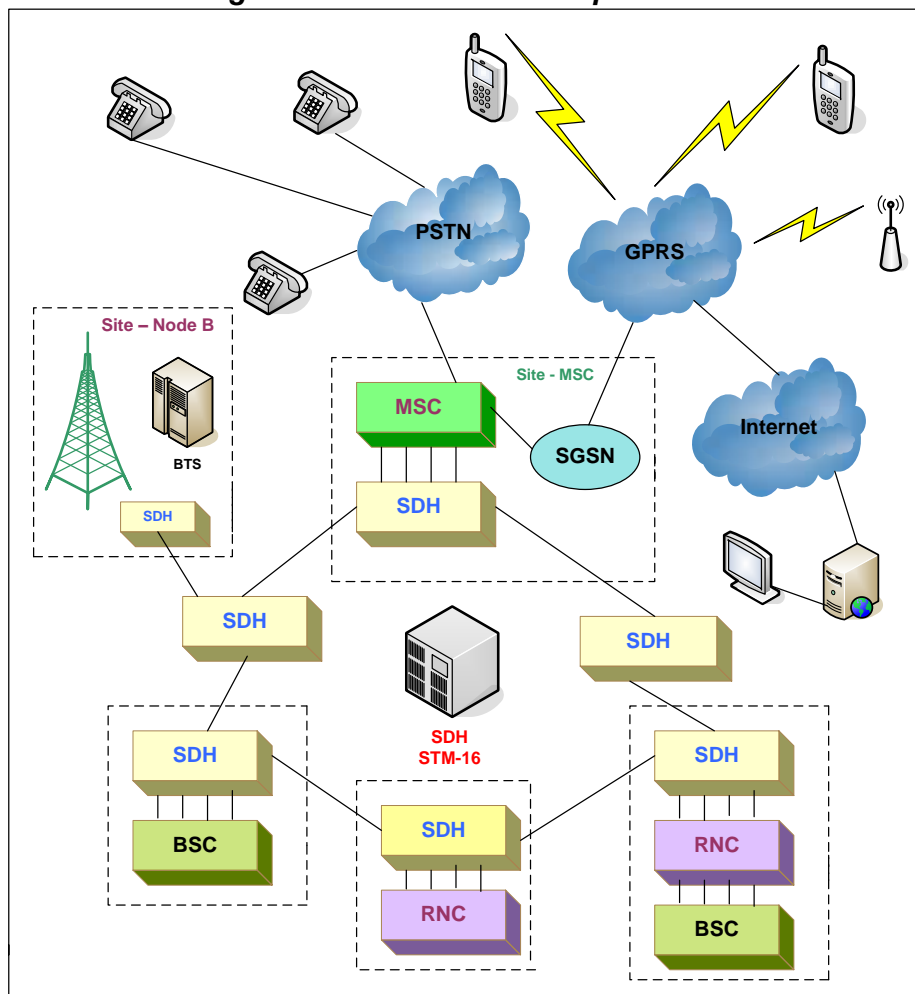 PSTN
GPRS
Site – Node B
BTS
SDH
Site - MSC
MSC
SGSN
SDH
Internet
SDH
SDH
SDH
STM-16
SDH
BSC
SDH
RNC
SDH
RNC
BSC